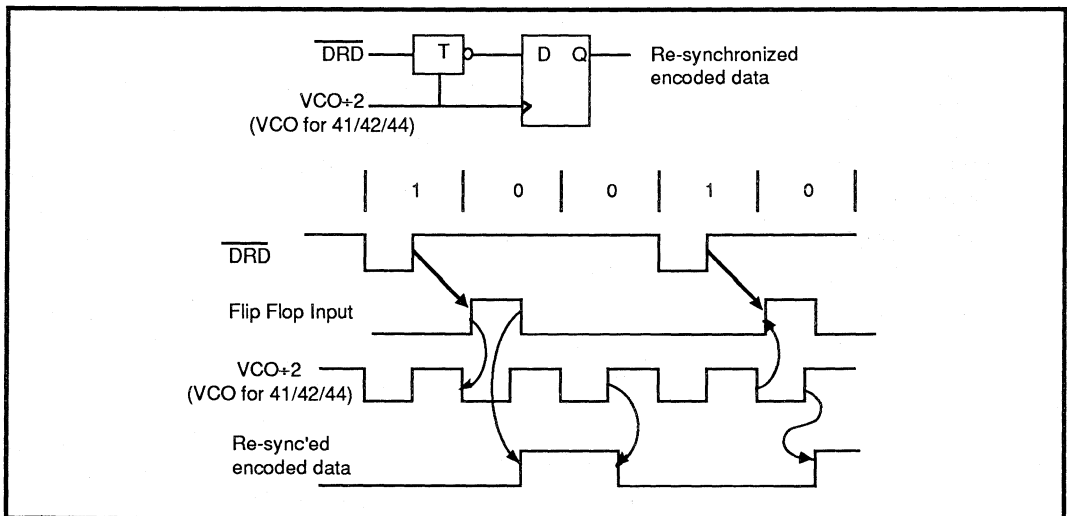 DRD
T
D Q
Re-synchronized
encoded data
VCO÷2
(VCO for 41/42/44)
1 0 0 1 0
DRD
Flip Flop Input
VCO÷2
(VCO for 41/42/44)
Re-sync'ed
encoded data